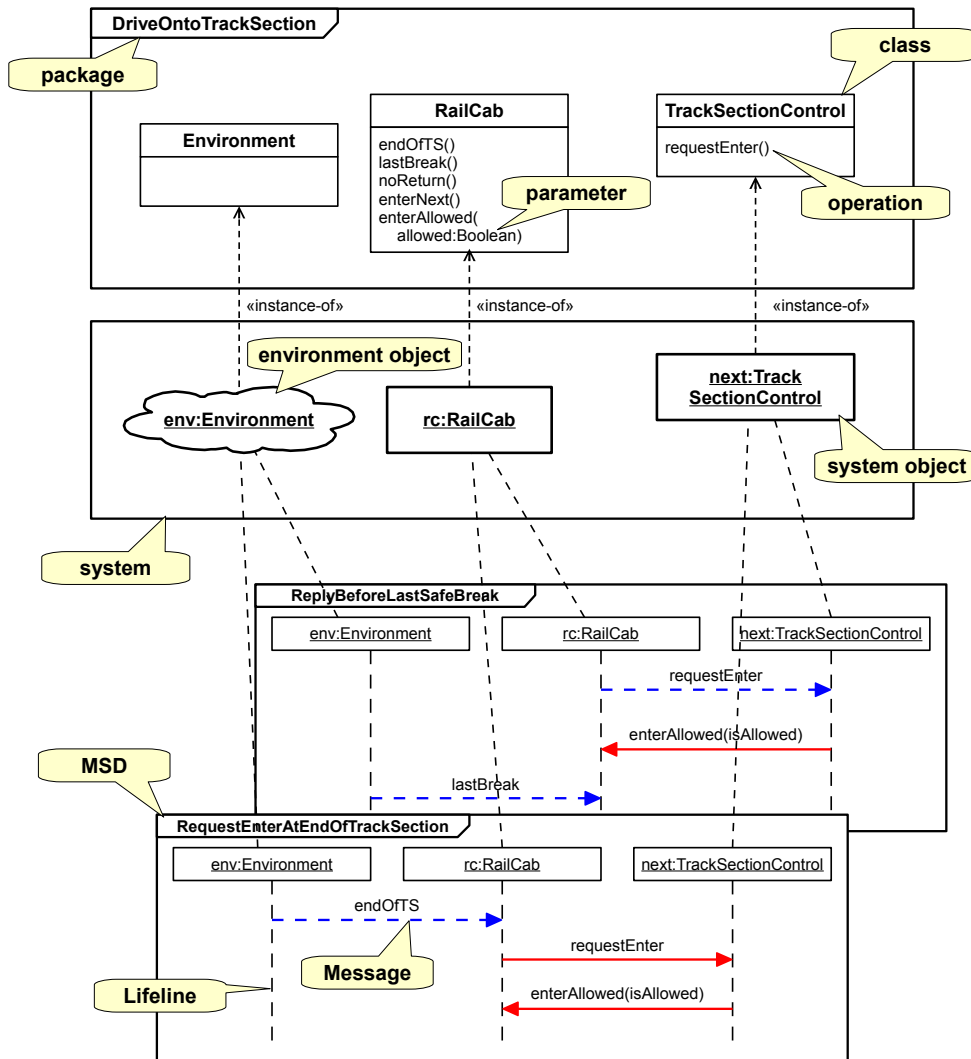 DriveOntoTrackSection
class
package
RailCab
TrackSectionControl
Environment
endOfTS()
lastBreak()
noReturn()
enterNext()
enterAllowed(
allowed:Boolean)
requestEnter()
parameter
operation
«instance-of»
«instance-of»
«instance-of»
environment object
next:Track
SectionControl
env:Environment
rc:RailCab
system object
system
ReplyBeforeLastSafeBreak
env:Environment
rc:RailCab
next:TrackSectionControl
requestEnter
enterAllowed(isAllowed)
MSD
lastBreak
RequestEnterAtEndOfTrackSection
env:Environment
rc:RailCab
next:TrackSectionControl
endOfTS
requestEnter
Message
Lifeline
enterAllowed(isAllowed)